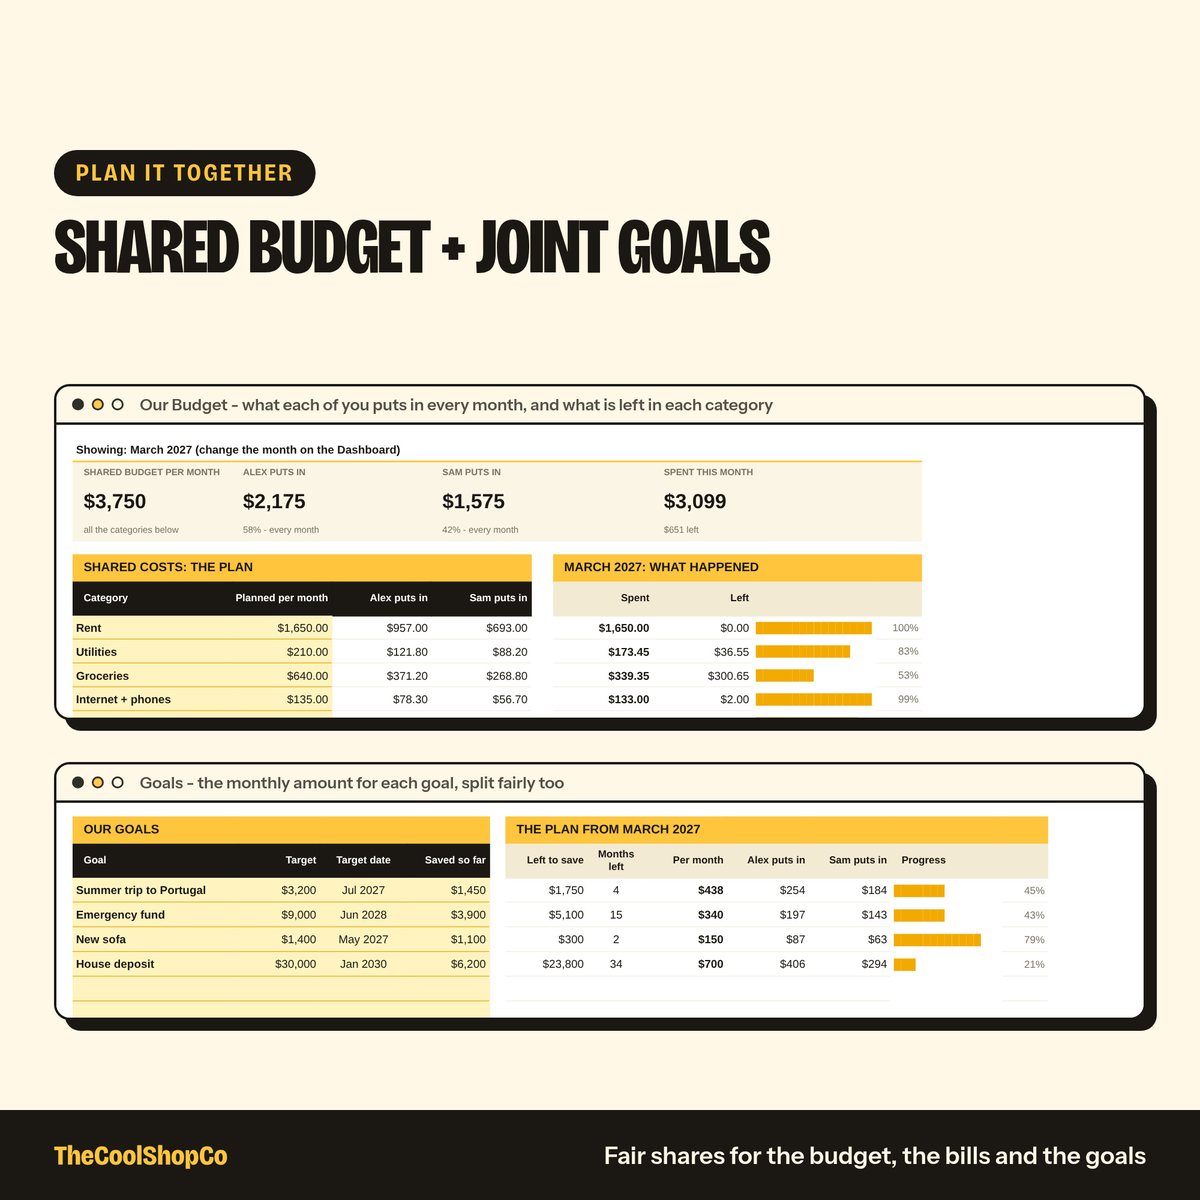 PLAN IT TOGETHER
SHARED BUDGET + JOINT GOALS
Our Budget - what each of you puts in every month, and what is left in each category
Showing: March 2027 (change the month on the Dashboard)
SHARED BUDGET PER MONTH ALEX PUTS IN SAM PUTS IN SPENT THIS MONTH
$3,750 $2,175 $1,575 $3,099
all the categories below 58% - every month 42% - every month $651 left
SHARED COSTS: THE PLAN MARCH 2027: WHAT HAPPENED
Category Planned per month Alex puts in Sam puts in Spent Left
Rent $1,650.00 $957.00 $693.00 $1,650.00 $0.00 100%
Utilities $210.00 $121.80 $88.20 $173.45 $36.55 83%
Groceries $640.00 $371.20 $268.80 $339.35 $300.65 53%
Internet + phones $135.00 $78.30 $56.70 $133.00 $2.00 99%
Goals - the monthly amount for each goal, split fairly too
OUR GOALS THE PLAN FROM MARCH 2027
Goal Target Target date Saved so far Left to save Months left Per month Alex puts in Sam puts in Progress
Summer trip to Portugal $3,200 Jul 2027 $1,450 $1,750 4 $438 $254 $184 45%
Emergency fund $9,000 Jun 2028 $3,900 $5,100 15 $340 $197 $143 43%
New sofa $1,400 May 2027 $1,100 $300 2 $150 $87 $63 79%
House deposit $30,000 Jan 2030 $6,200 $23,800 34 $700 $406 $294 21%
TheCoolShopCo Fair shares for the budget, the bills and the goals